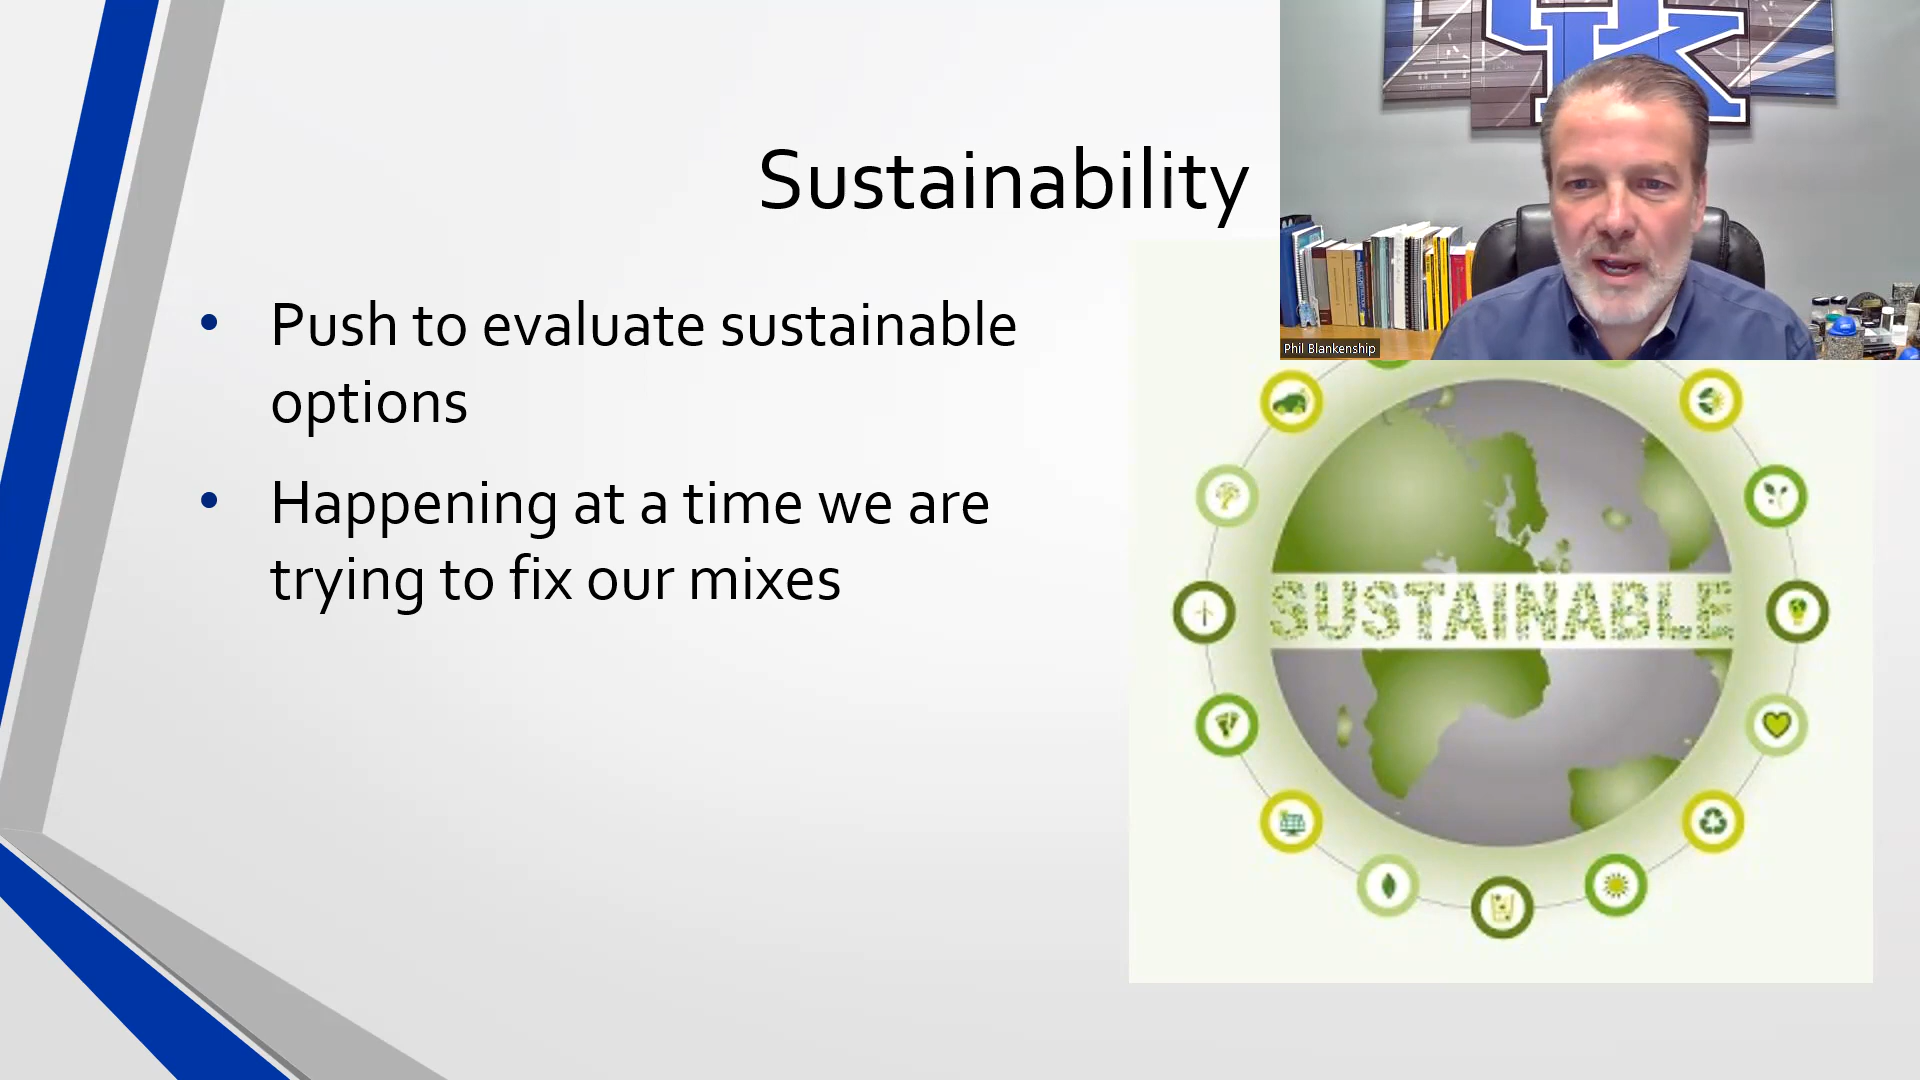 Sustainability
• Push to evaluate sustainable
options
• Happening at a time we are
trying to fix our mixes
UK
Phil Blankenship
SUSTAINABLE